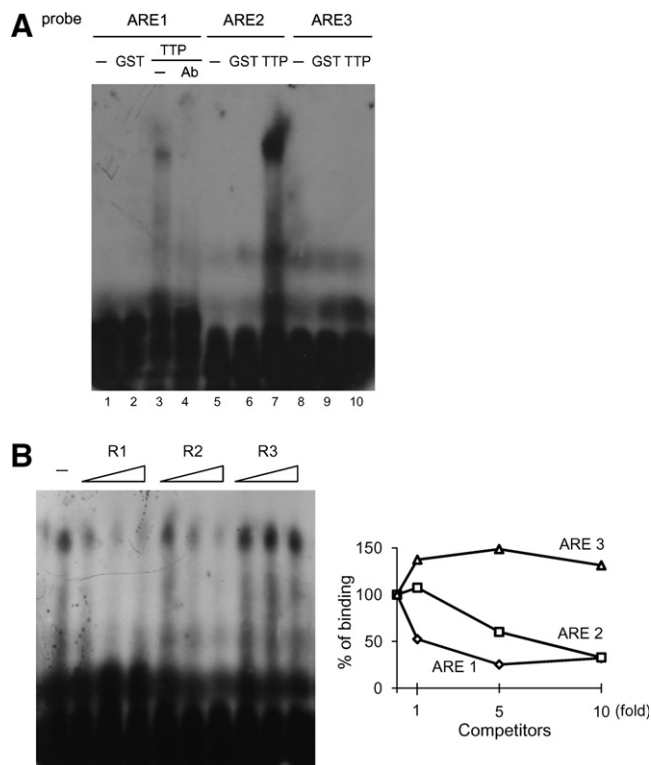 A
probe ARE1 ARE2 ARE3
TTP
– GST – Ab – GST TTP – GST TTP
1 2 3 4 5 6 7 8 9 10
B
– R1 R2 R3
150
100
50
0
% of binding
ARE 3
ARE 2
ARE 1
1 5 10 (fold)
Competitors